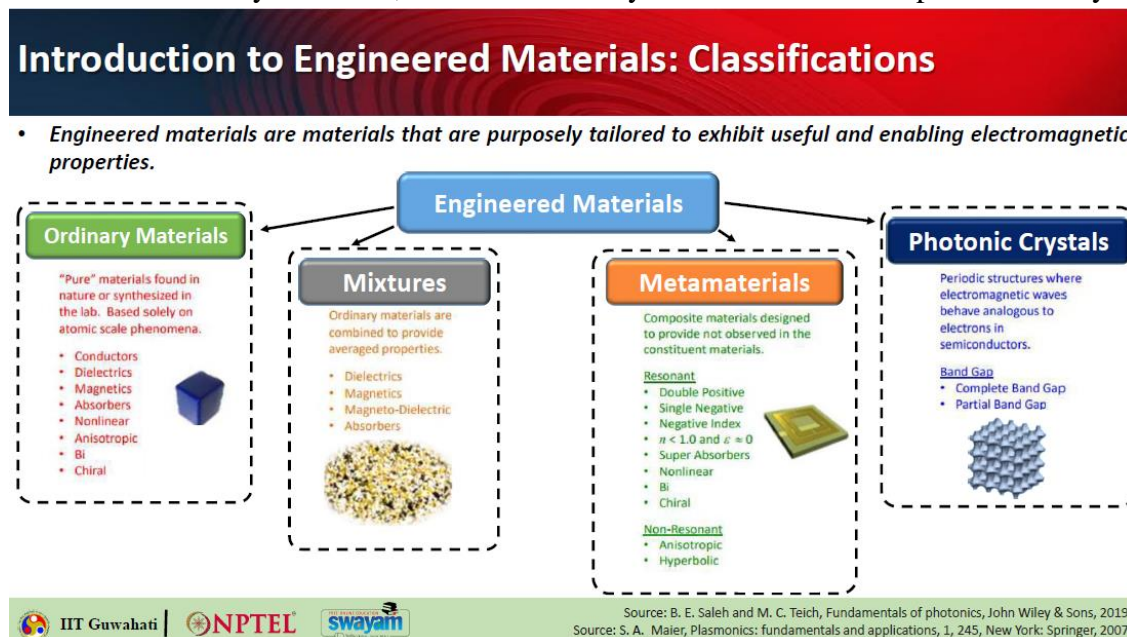 Introduction to Engineered Materials: Classifications
• Engineered materials are materials that are purposely tailored to exhibit useful and enabling electromagnetic
properties.
Engineered Materials
Ordinary Materials
"Pure" materials found in
nature or synthesized in
the lab. Based solely on
atomic scale phenomena.
• Conductors
• Dielectrics
• Magnetics
• Absorbers
• Nonlinear
• Anisotropic
• Bi
• Chiral
Mixtures
Ordinary materials are
combined to provide
averaged properties.
• Dielectrics
• Magnetics
• Magneto-Dielectric
• Absorbers
Metamaterials
Composite materials designed
to provide not observed in the
constituent materials.
Resonant
• Double Positive
• Single Negative
• Negative Index
• n < 1.0 and ε ≈ 0
• Super Absorbers
• Nonlinear
• Bi
• Chiral
Non-Resonant
• Anisotropic
• Hyperbolic
Photonic Crystals
Periodic structures where
electromagnetic waves
behave analogous to
electrons in
semiconductors.
Band Gap
• Complete Band Gap
• Partial Band Gap
IIT Guwahati
NPTEL
swayam
Source: B. E. Saleh and M. C. Teich, Fundamentals of photonics, John Wiley & Sons, 2019
Source: S. A. Maier, Plasmonics: fundamentals and applications, 1, 245, New York: Springer, 2007